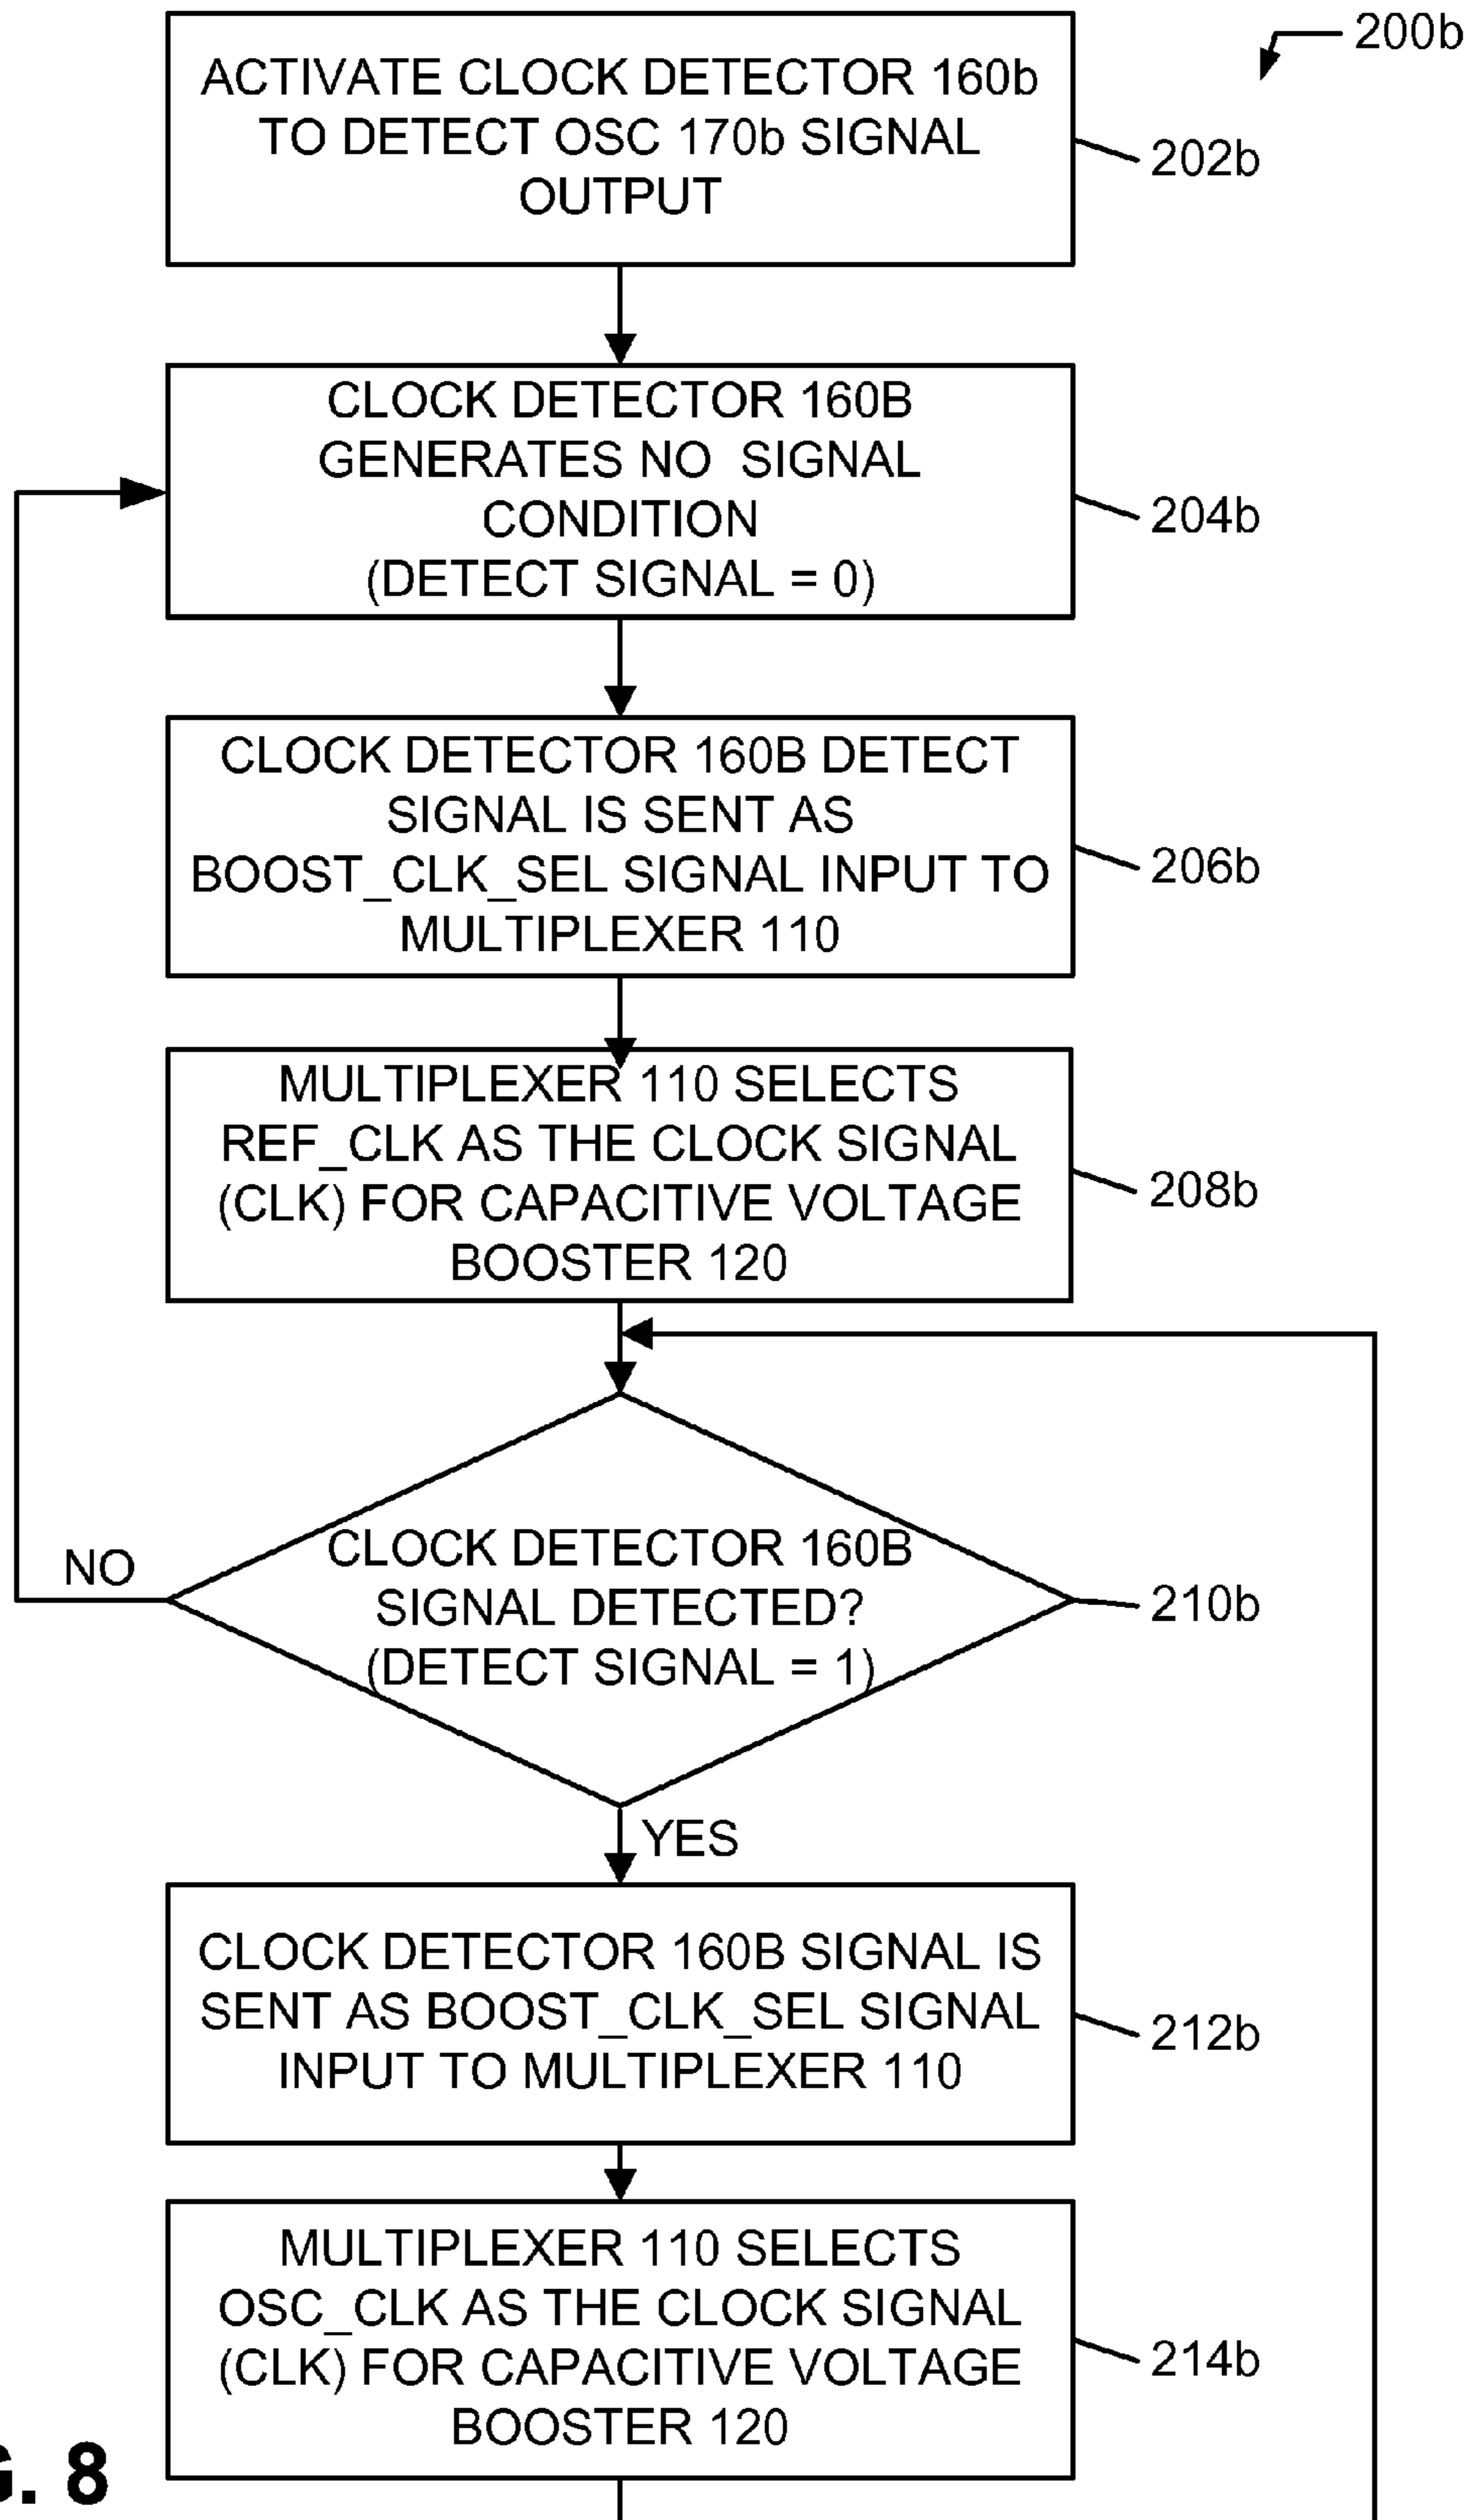 200b
ACTIVATE CLOCK DETECTOR 160b
TO DETECT OSC 170b SIGNAL
OUTPUT
202b
CLOCK DETECTOR 160B
GENERATES NO SIGNAL
CONDITION
(DETECT SIGNAL = 0)
204b
CLOCK DETECTOR 160B DETECT
SIGNAL IS SENT AS
BOOST_CLK_SEL SIGNAL INPUT TO
MULTIPLEXER 110
206b
MULTIPLEXER 110 SELECTS
REF_CLK AS THE CLOCK SIGNAL
(CLK) FOR CAPACITIVE VOLTAGE
BOOSTER 120
208b
CLOCK DETECTOR 160B
SIGNAL DETECTED?
(DETECT SIGNAL = 1)
NO
210b
YES
CLOCK DETECTOR 160B SIGNAL IS
SENT AS BOOST_CLK_SEL SIGNAL
INPUT TO MULTIPLEXER 110
212b
MULTIPLEXER 110 SELECTS
OSC_CLK AS THE CLOCK SIGNAL
(CLK) FOR CAPACITIVE VOLTAGE
BOOSTER 120
214b
8